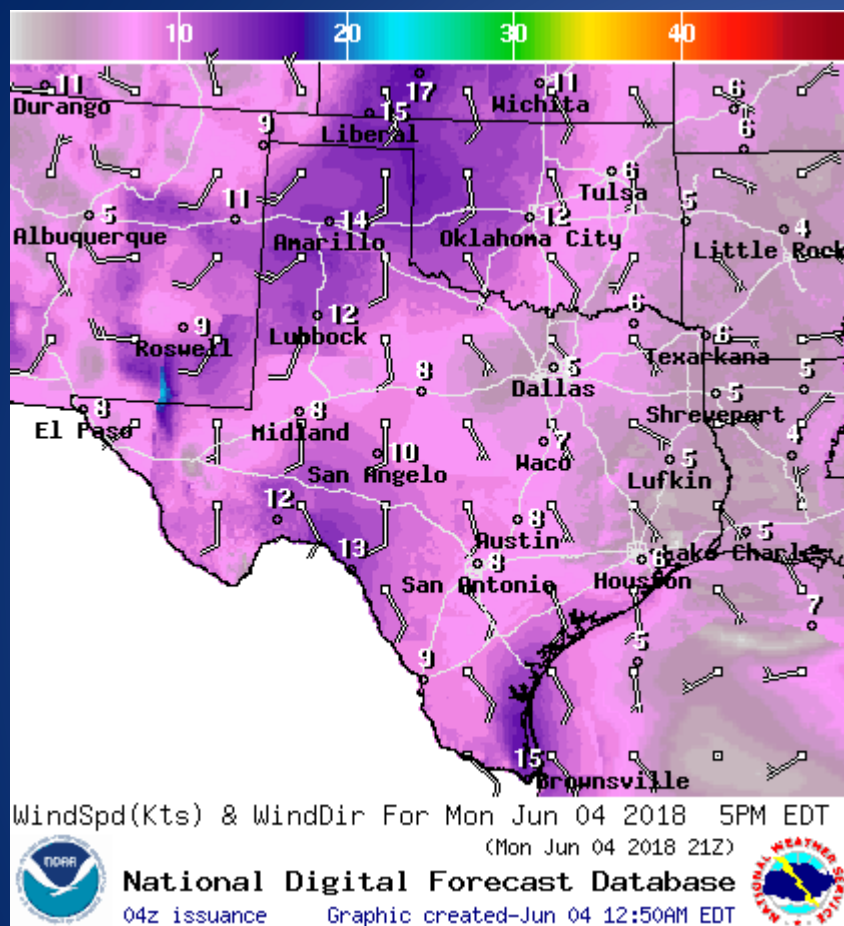 10 20 30 40
11 17 11 6
Durango 15 Wichita
Liberal
9 6
6
Tulsa
5 11 14 12 5 4
Albuquerque Amarillo Oklahoma City Little Rock
9 12 6
Roswell Lubbock 6
Texarkana
8 5 5
Dallas 5
8 8 Shreveport
El Paso Midland 7 4
10 Waco 5
San Angelo Lufkin
12 8 5
Austin Lake Charles
13 8 6
San Antonio Houston
7
9 5
15
Brownsville
WindSpd(Kts) & WindDir For Mon Jun 04 2018 5PM EDT
(Mon Jun 04 2018 21Z)
NOAA
National Digital Forecast Database
04z issuance Graphic created-Jun 04 12:50AM EDT
NATIONAL WEATHER SERVICE